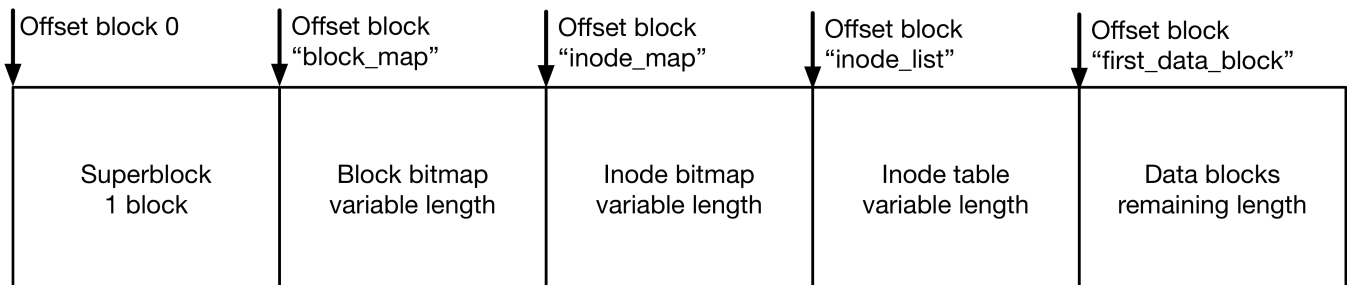 Offset block 0
Offset block
“block_map”
Offset block
“inode_map”
Offset block
“inode_list”
Offset block
“first_data_block”
Superblock
1 block
Block bitmap
variable length
Inode bitmap
variable length
Inode table
variable length
Data blocks
remaining length